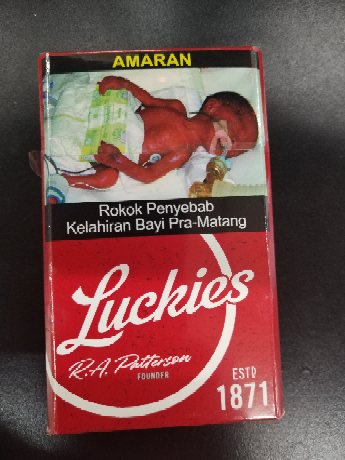 AMARAN
Rokok Penyebab
Kelahiran Bayi Pra-Matang
Luckies
R.A. Patterson
FOUNDER
ESTD
1871